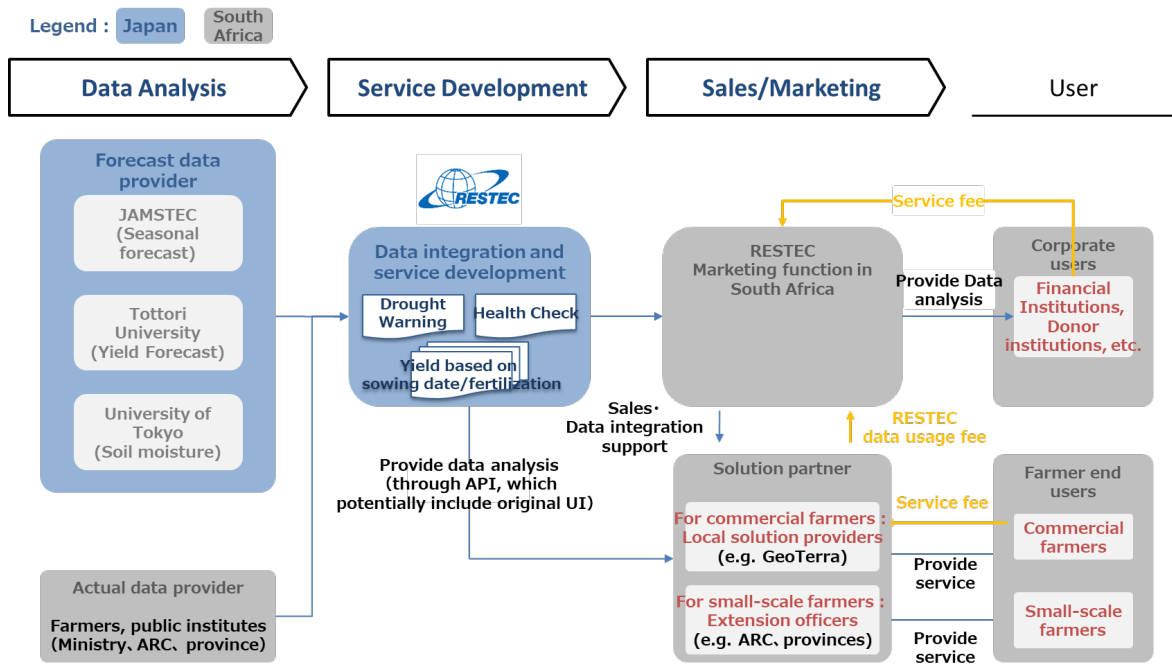 Legend :
Japan
South
Africa
Data Analysis
Service Development
Sales/Marketing
User
Forecast data
provider
JAMSTEC
(Seasonal
forecast)
Tottori
University
(Yield Forecast)
University of
Tokyo
(Soil moisture)
Actual data provider
Farmers, public institutes
(Ministry、ARC、 province)
RESTEC
Data integration and
service development
Drought
Warning
Health Check
Yield based on
sowing date/fertilization
Provide data analysis
(through API, which
potentially include original UI)
RESTEC
Marketing function in
South Africa
Service fee
Provide Data
analysis
Corporate
users
Financial
Institutions,
Donor
institutions, etc.
Sales・
Data integration
support
RESTEC
data usage fee
Solution partner
For commercial farmers :
Local solution providers
(e.g. GeoTerra)
For small-scale farmers :
Extension officers
(e.g. ARC、provinces)
Service fee
Provide
service
Provide
service
Farmer end
users
Commercial
farmers
Small-scale
farmers